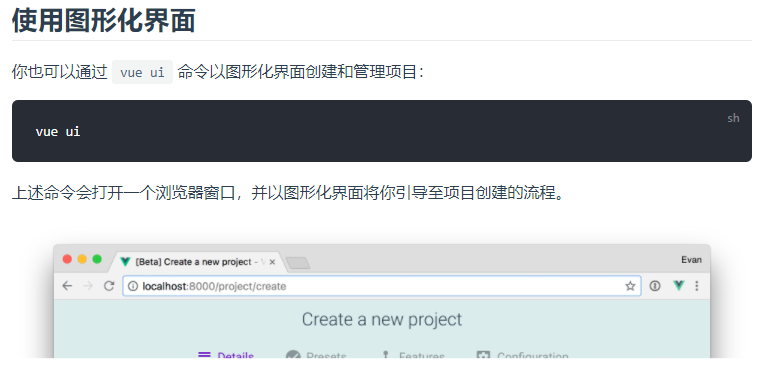 使用图形化界面
你也可以通过 vue ui 命令以图形化界面创建和管理项目：
sh
vue ui
上述命令会打开一个浏览器窗口，并以图形化界面将你引导至项目创建的流程。
[Beta] Create a new project - V
Evan
localhost:8000/project/create
Create a new project
Details Presets Features Configuration